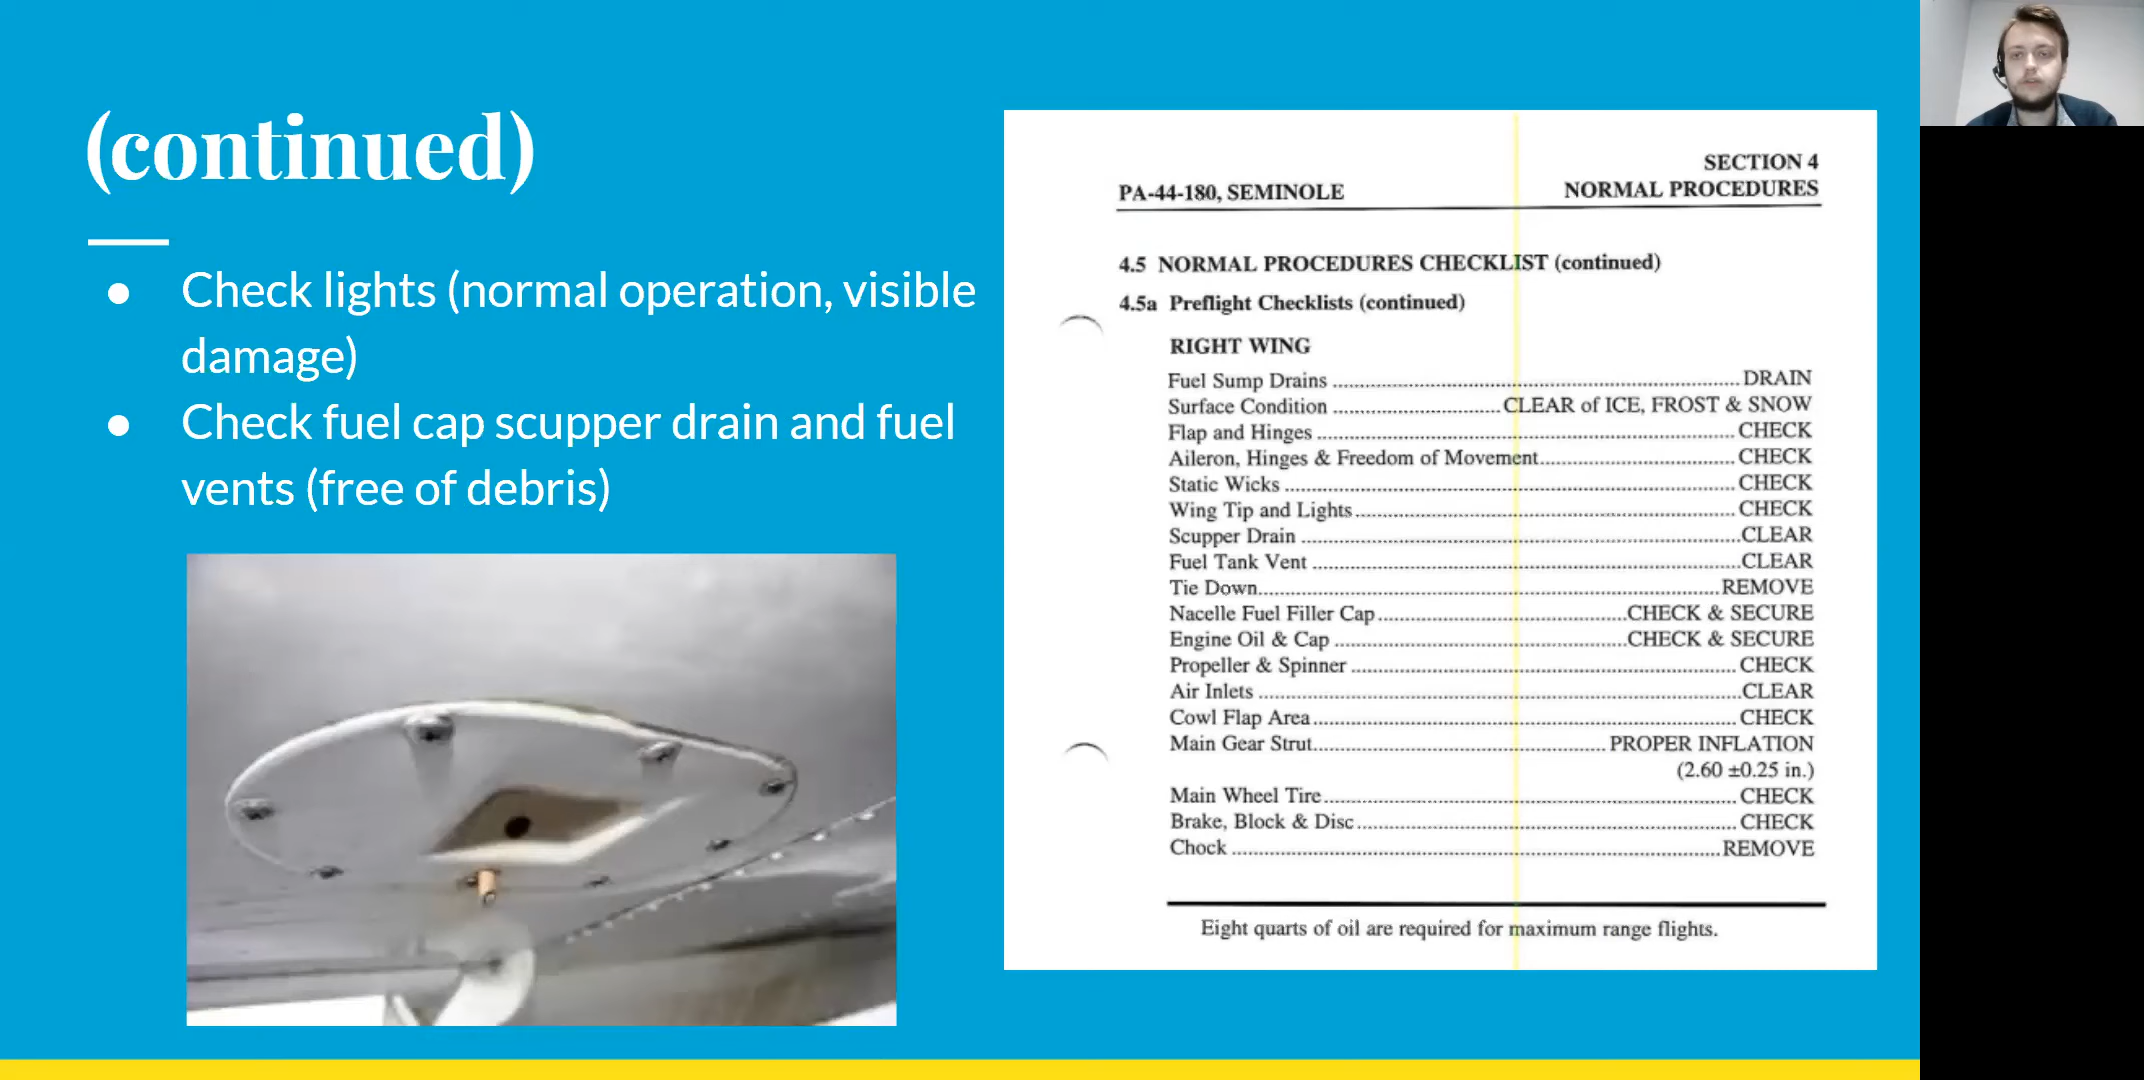 (continued)
● Check lights (normal operation, visible
damage)
● Check fuel cap scupper drain and fuel
vents (free of debris)
SECTION 4
PA-44-180, SEMINOLE NORMAL PROCEDURES
4.5 NORMAL PROCEDURES CHECKLIST (continued)
4.5a Preflight Checklists (continued)
RIGHT WING
Fuel Sump Drains ........ DRAIN
Surface Condition ........ CLEAR of ICE, FROST & SNOW
Flap and Hinges ........ CHECK
Aileron, Hinges & Freedom of Movement ........ CHECK
Static Wicks ........ CHECK
Wing Tip and Lights ........ CHECK
Scupper Drain ........ CLEAR
Fuel Tank Vent ........ CLEAR
Tie Down ........ REMOVE
Nacelle Fuel Filler Cap ........ CHECK & SECURE
Engine Oil & Cap ........ CHECK & SECURE
Propeller & Spinner ........ CHECK
Air Inlets ........ CLEAR
Cowl Flap Area ........ CHECK
Main Gear Strut ........ PROPER INFLATION
(2.60 ±0.25 in.)
Main Wheel Tire ........ CHECK
Brake, Block & Disc ........ CHECK
Chock ........ REMOVE
Eight quarts of oil are required for maximum range flights.